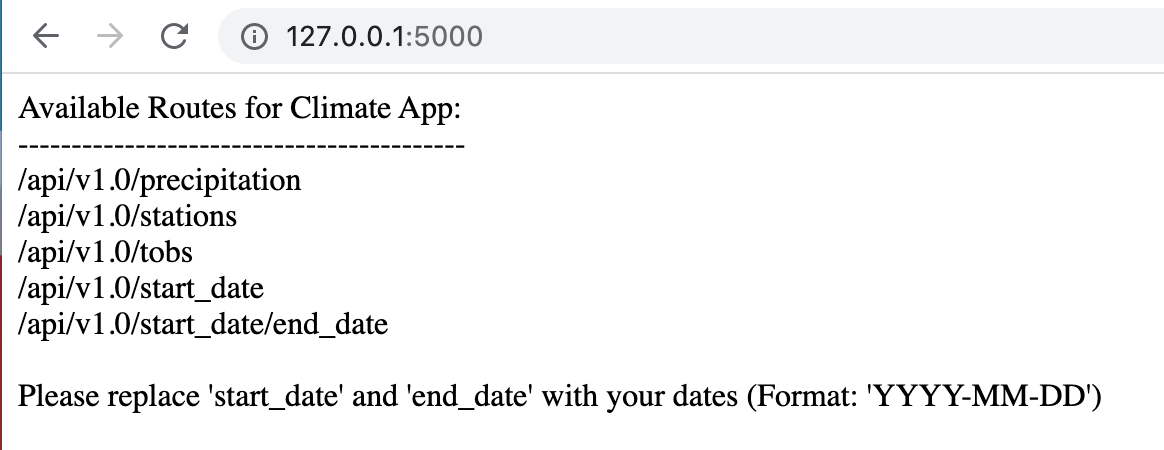 127.0.0.1:5000
Available Routes for Climate App:
-----------------------------------------
/api/v1.0/precipitation
/api/v1.0/stations
/api/v1.0/tobs
/api/v1.0/start_date
/api/v1.0/start_date/end_date
Please replace 'start_date' and 'end_date' with your dates (Format: 'YYYY-MM-DD')